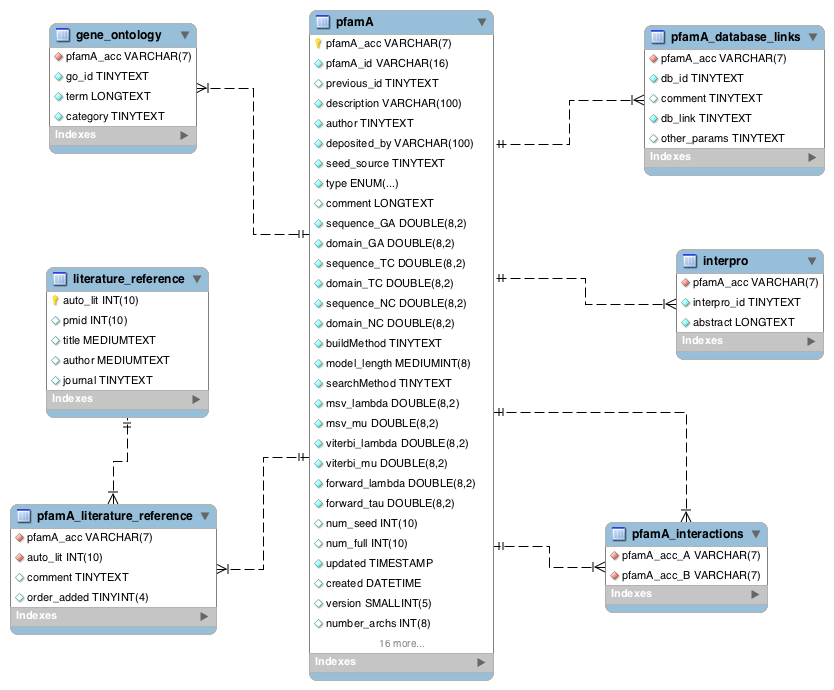 gene_ontology
pfamA_acc VARCHAR(7)
go_id TINYTEXT
term LONGTEXT
category TINYTEXT
Indexes
literature_reference
auto_lit INT(10)
pmid INT(10)
title MEDIUMTEXT
author MEDIUMTEXT
journal TINYTEXT
Indexes
pfamA_literature_reference
pfamA_acc VARCHAR(7)
auto_lit INT(10)
comment TINYTEXT
order_added TINYINT(4)
Indexes
pfamA
pfamA_acc VARCHAR(7)
pfamA_id VARCHAR(16)
previous_id TINYTEXT
description VARCHAR(100)
author TINYTEXT
deposited_by VARCHAR(100)
seed_source TINYTEXT
type ENUM(...)
comment LONGTEXT
sequence_GA DOUBLE(8,2)
domain_GA DOUBLE(8,2)
sequence_TC DOUBLE(8,2)
domain_TC DOUBLE(8,2)
sequence_NC DOUBLE(8,2)
domain_NC DOUBLE(8,2)
buildMethod TINYTEXT
model_length MEDIUMINT(8)
searchMethod TINYTEXT
msv_lambda DOUBLE(8,2)
msv_mu DOUBLE(8,2)
viterbi_lambda DOUBLE(8,2)
viterbi_mu DOUBLE(8,2)
forward_lambda DOUBLE(8,2)
forward_tau DOUBLE(8,2)
num_seed INT(10)
num_full INT(10)
updated TIMESTAMP
created DATETIME
version SMALLINT(5)
number_archs INT(8)
16 more...
Indexes
pfamA_database_links
pfamA_acc VARCHAR(7)
db_id TINYTEXT
comment TINYTEXT
db_link TINYTEXT
other_params TINYTEXT
Indexes
interpro
pfamA_acc VARCHAR(7)
interpro_id TINYTEXT
abstract LONGTEXT
Indexes
pfamA_interactions
pfamA_acc_A VARCHAR(7)
pfamA_acc_B VARCHAR(7)
Indexes